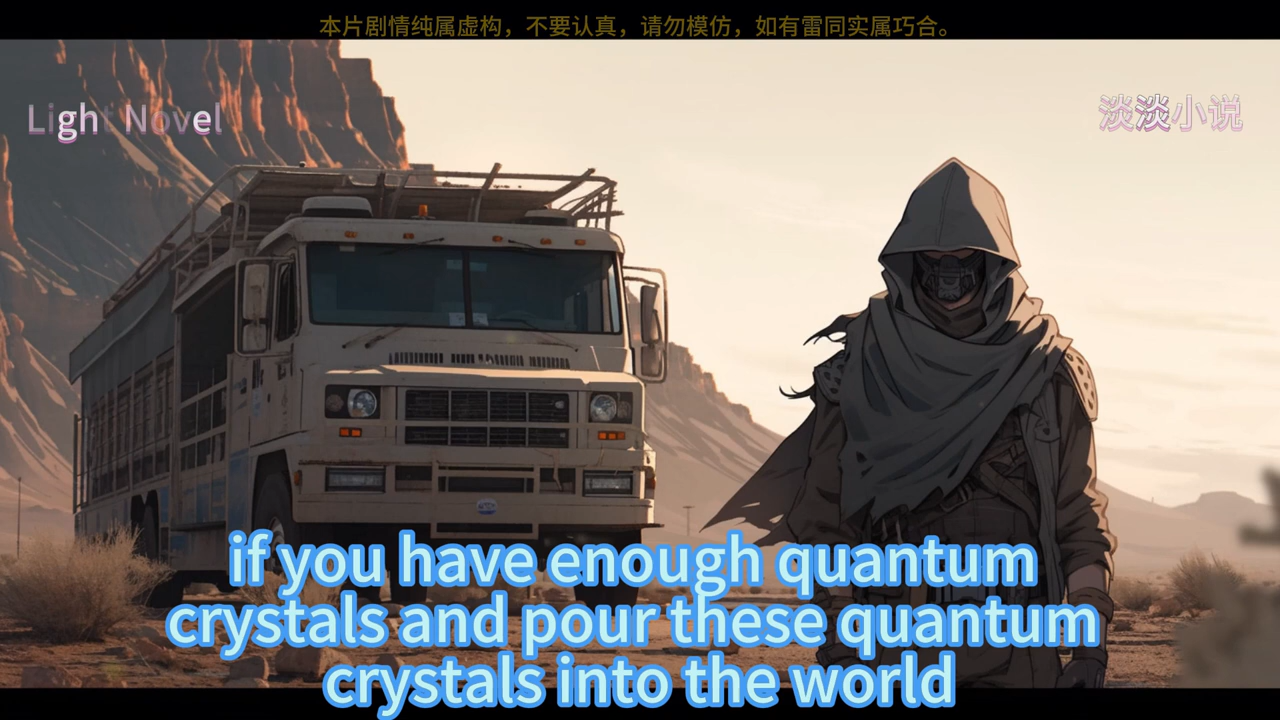 本片剧情纯属虚构，不要认真，请勿模仿，如有雷同实属巧合。
Light Novel
淡淡小说
if you have enough quantum
crystals and pour these quantum
crystals into the world